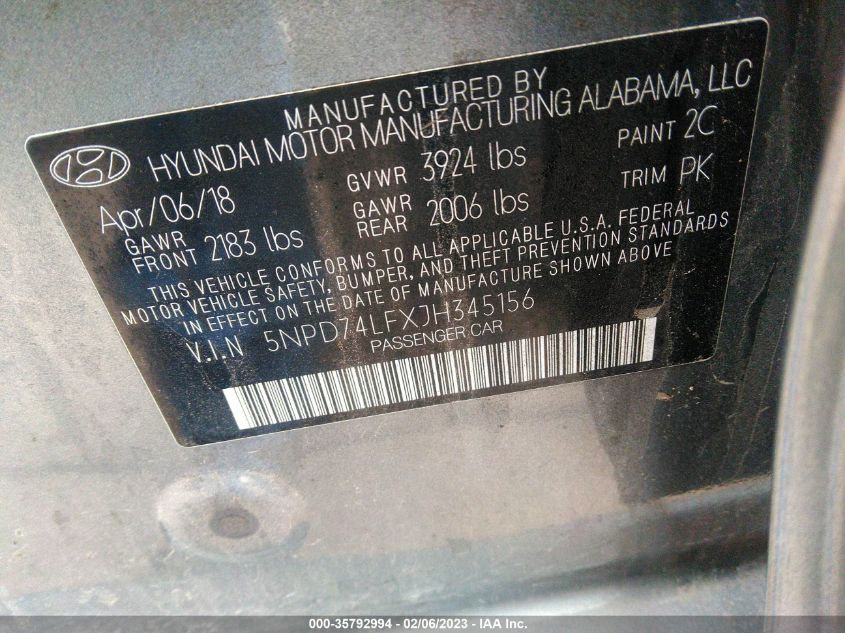 MANUFACTURED BY
HYUNDAI MOTOR MANUFACTURING ALABAMA, LLC
Apr/06/18 GVWR 3924 lbs PAINT 2C
GAWR FRONT 2183 lbs GAWR REAR 2006 lbs TRIM PK
THIS VEHICLE CONFORMS TO ALL APPLICABLE U.S.A. FEDERAL
MOTOR VEHICLE SAFETY, BUMPER, AND THEFT PREVENTION STANDARDS
IN EFFECT ON THE DATE OF MANUFACTURE SHOWN ABOVE
V.I.N 5NPD74LFXJH345156
PASSENGER CAR
000-35792994 - 02/06/2023 - IAA Inc.